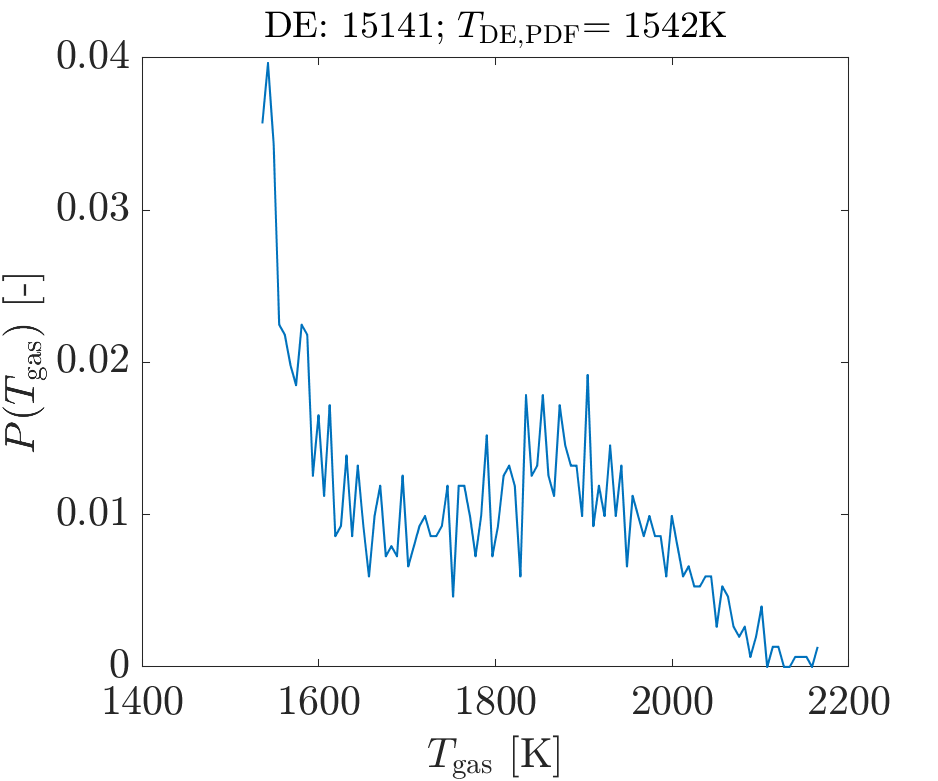 DE: 15141; T_DE,PDF= 1542K
0.04
0.03
0.02
0.01
0
P(T_gas) [-]
1400 1600 1800 2000 2200
T_gas [K]